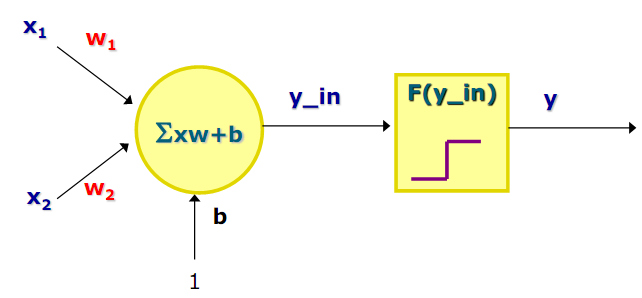 x₁
w₁
y_in
F(y_in)
y
Σxw+b
x₂
w₂
b
1